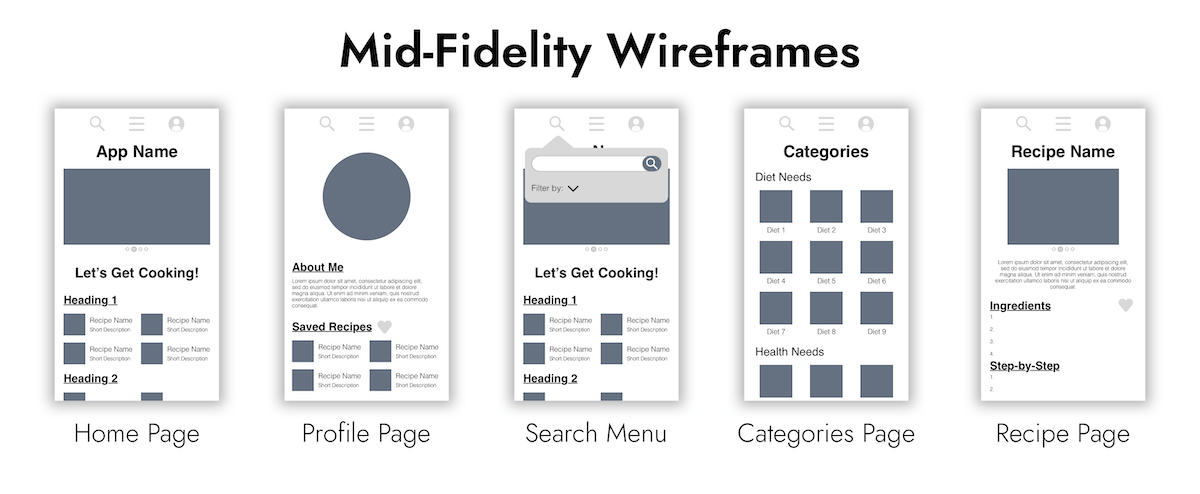 Mid-Fidelity Wireframes
App Name
Let's Get Cooking!
Heading 1
Recipe Name
Short Description
Recipe Name
Short Description
Recipe Name
Short Description
Recipe Name
Short Description
Heading 2
Home Page
About Me
Lorem ipsum dolor sit amet, consectetur adipiscing elit,
sed do eiusmod tempor incididunt ut labore et dolore
magna aliqua. Ut enim ad minim veniam, quis nostrud
exercitation ullamco laboris nisi ut aliquip ex ea commodo
consequat.
Saved Recipes
Recipe Name
Short Description
Recipe Name
Short Description
Recipe Name
Short Description
Recipe Name
Short Description
Profile Page
Filter by:
Let's Get Cooking!
Heading 1
Recipe Name
Short Description
Recipe Name
Short Description
Recipe Name
Short Description
Recipe Name
Short Description
Heading 2
Search Menu
Categories
Diet Needs
Diet 1
Diet 2
Diet 3
Diet 4
Diet 5
Diet 6
Diet 7
Diet 8
Diet 9
Health Needs
Categories Page
Recipe Name
Lorem ipsum dolor sit amet, consectetur adipiscing elit,
sed do eiusmod tempor incididunt ut labore et dolore
magna aliqua. Ut enim ad minim veniam, quis nostrud
exercitation ullamco laboris nisi ut aliquip ex ea commodo
consequat.
Ingredients
1.
2.
3.
4.
Step-by-Step
1.
2.
Recipe Page